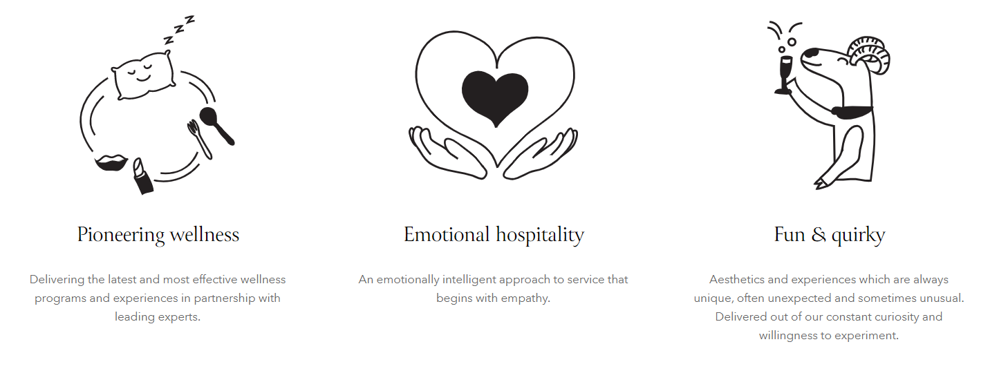 z z z
Pioneering wellness
Delivering the latest and most effective wellness
programs and experiences in partnership with
leading experts.
Emotional hospitality
An emotionally intelligent approach to service that
begins with empathy.
Fun & quirky
Aesthetics and experiences which are always
unique, often unexpected and sometimes unusual.
Delivered out of our constant curiosity and
willingness to experiment.